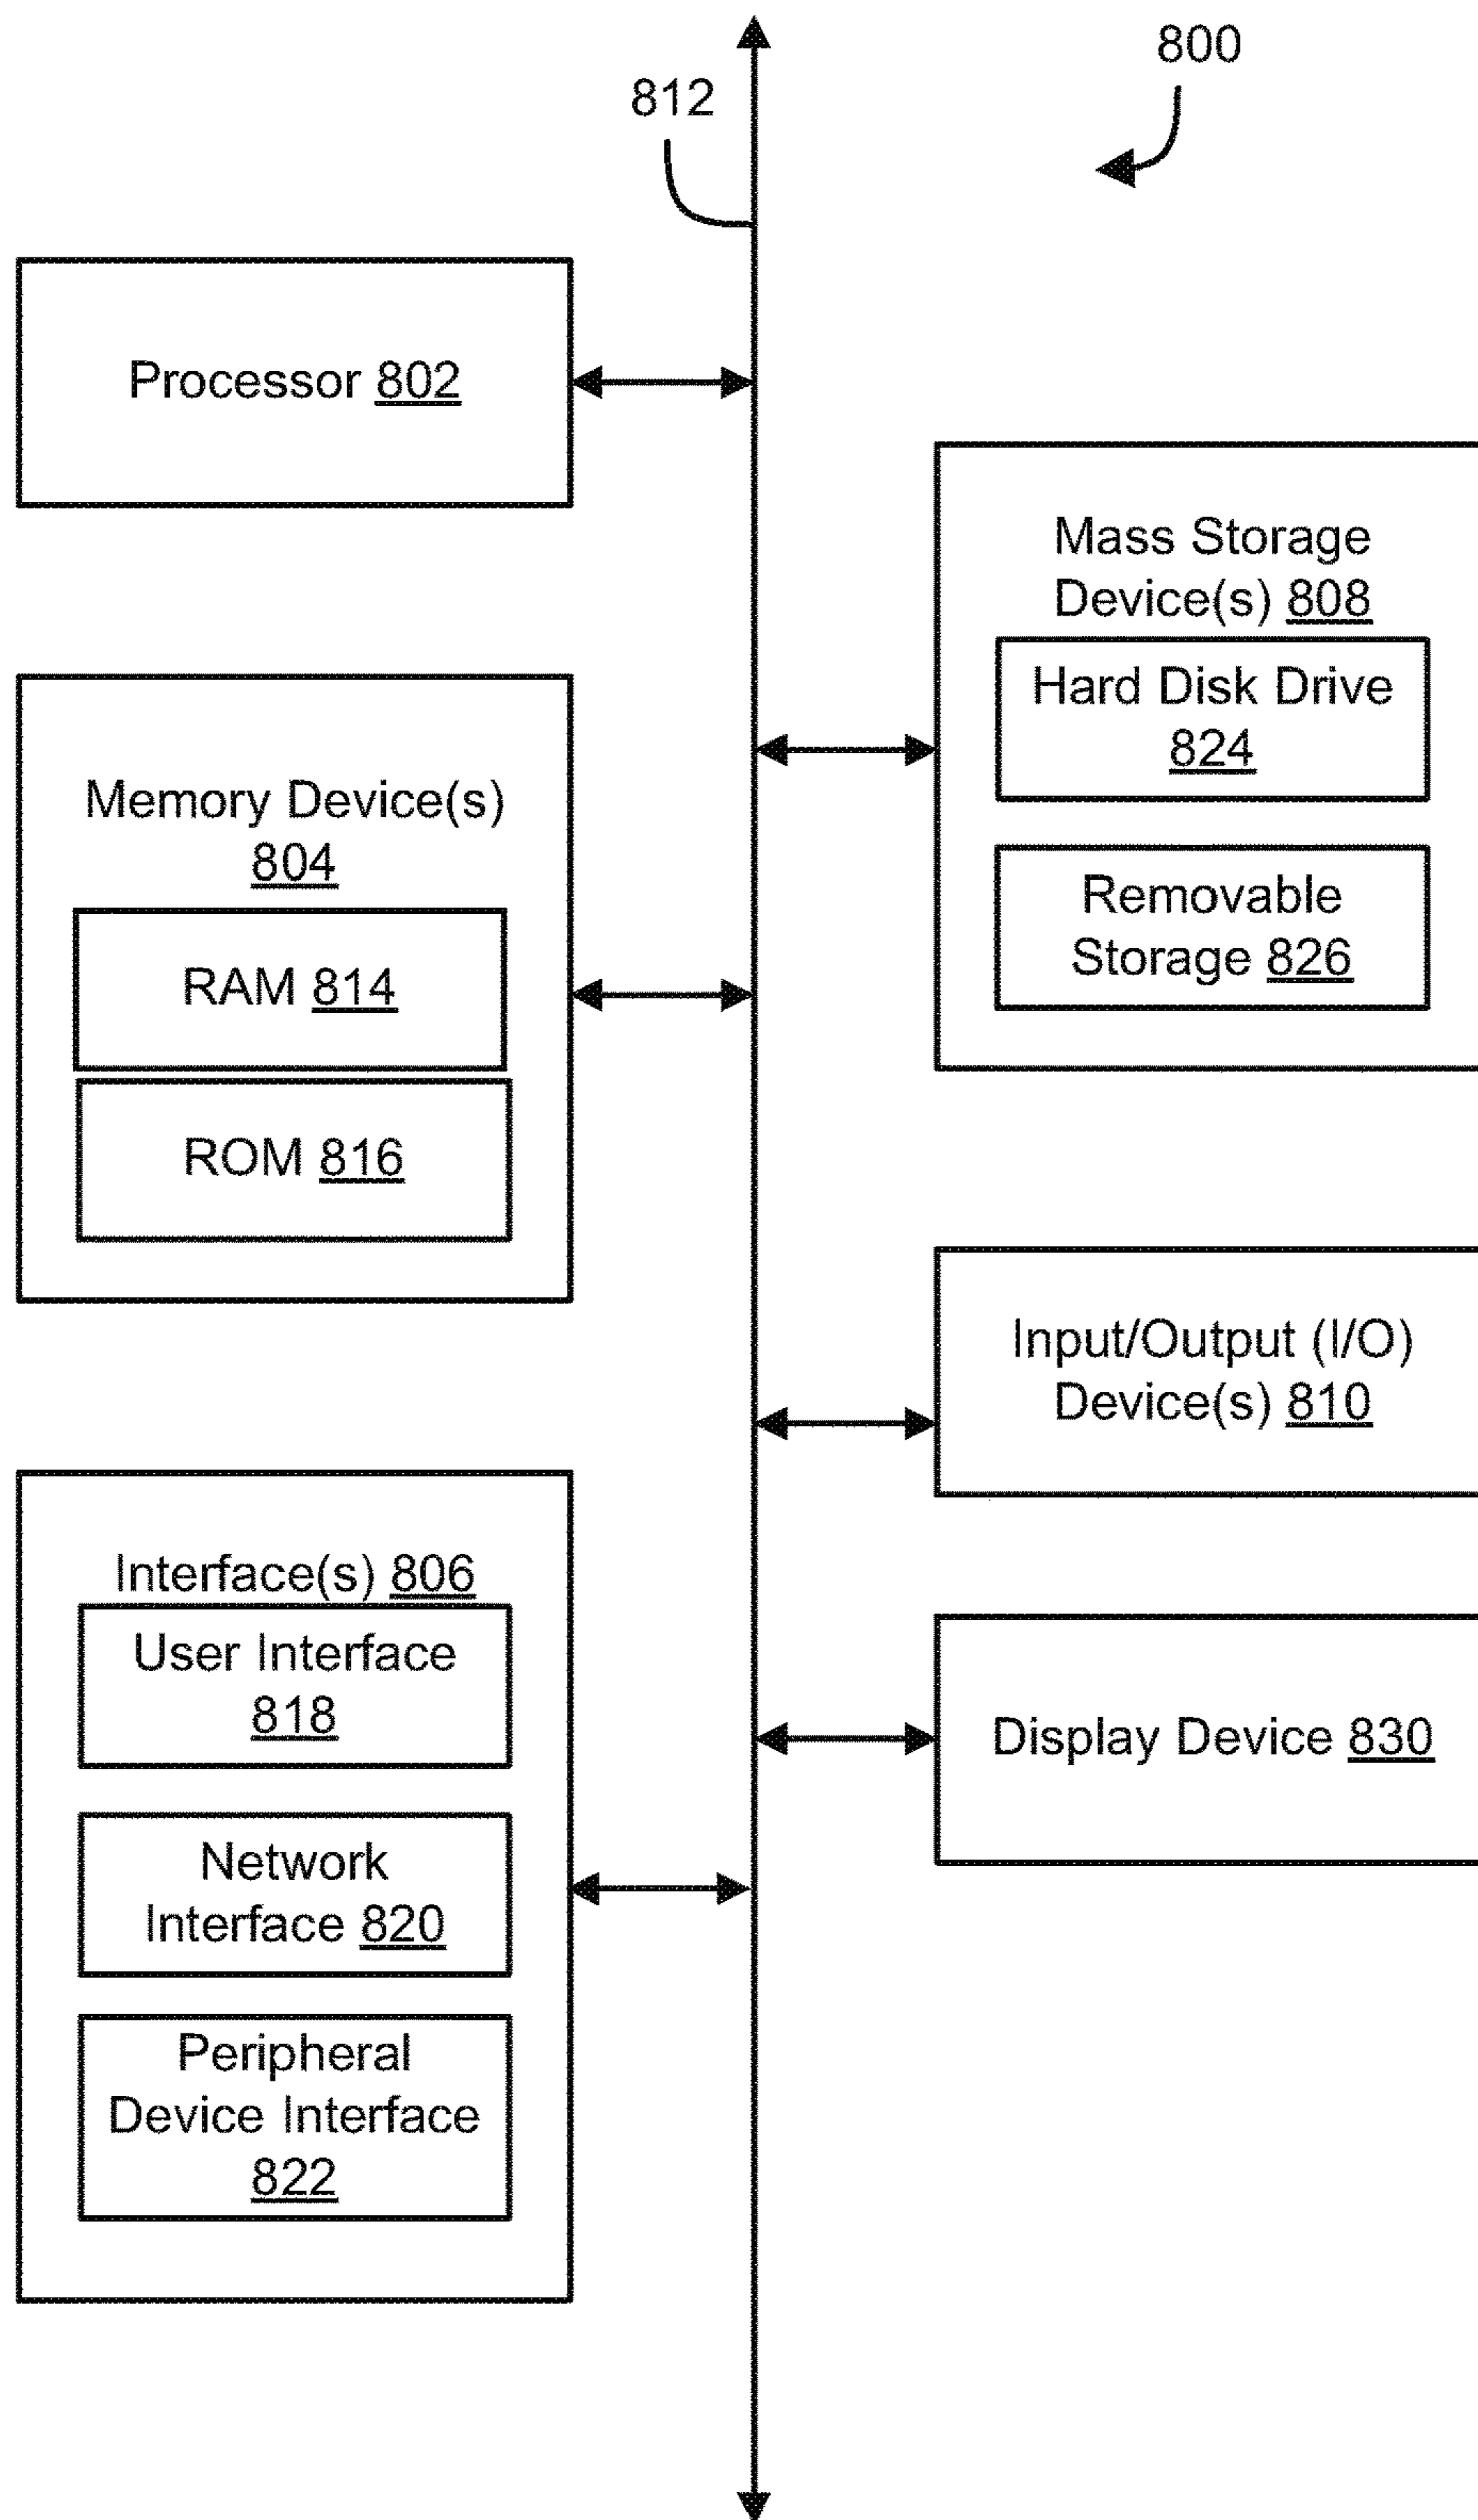 800
812
Processor 802
Mass Storage
Device(s) 808
Hard Disk Drive
824
Removable
Storage 826
Memory Device(s)
804
RAM 814
ROM 816
Input/Output (I/O)
Device(s) 810
Interface(s) 806
User Interface
818
Network
Interface 820
Peripheral
Device Interface
822
Display Device 830